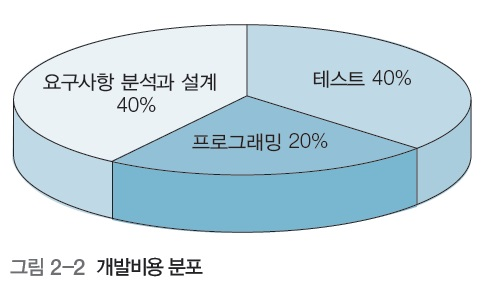 요구사항 분석과 설계
40%
테스트 40%
프로그래밍 20%
그림 2-2 개발비용 분포